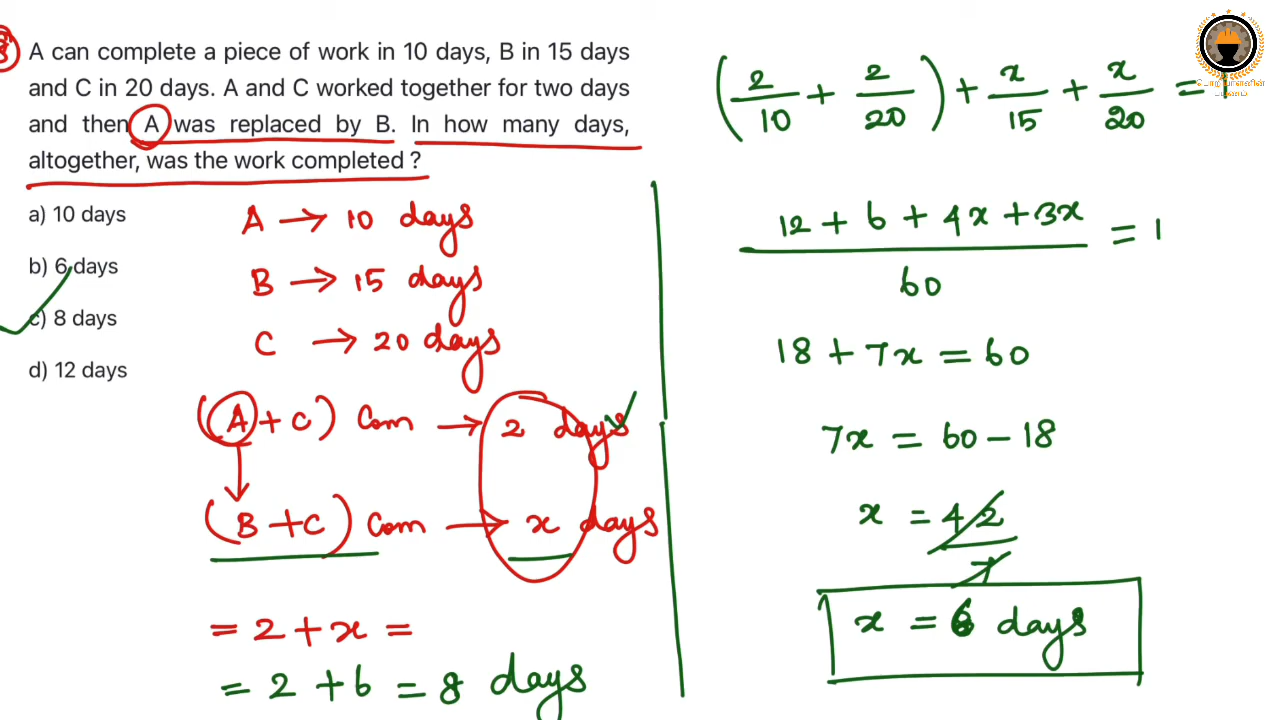 A can complete a piece of work in 10 days, B in 15 days
and C in 20 days. A and C worked together for two days
and then A was replaced by B. In how many days,
altogether, was the work completed ?
a) 10 days
b) 6 days
c) 8 days
d) 12 days
A → 10 days
B → 15 days
C → 20 days
(A + C) Com → 2 days
(B + C) Com → x days
= 2 + x =
= 2 + 6 = 8 days
(2/10 + 2/20) + x/15 + x/20 = 1
12 + 6 + 4x + 3x / 60 = 1
18 + 7x = 60
7x = 60 - 18
x = 42/7
x = 6 days